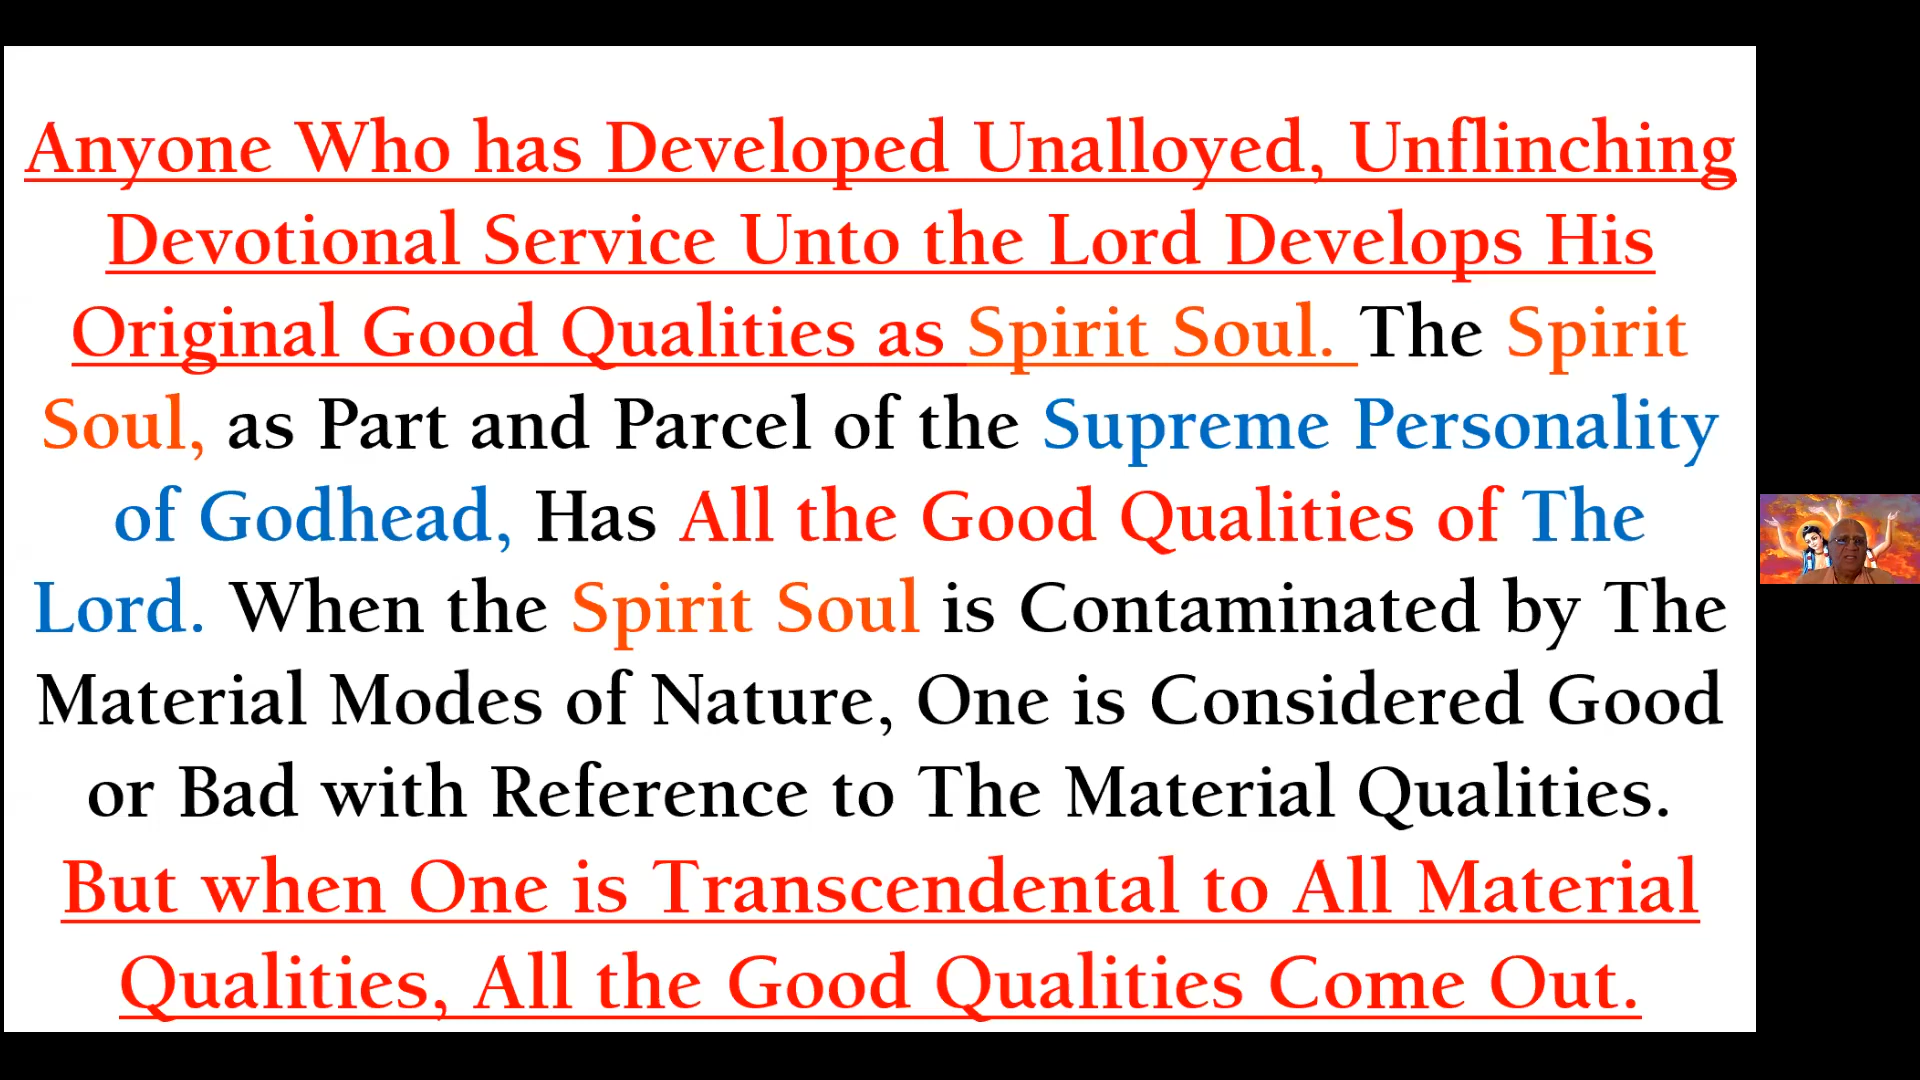 Anyone Who has Developed Unalloyed, Unflinching
Devotional Service Unto the Lord Develops His
Original Good Qualities as Spirit Soul. The Spirit
Soul, as Part and Parcel of the Supreme Personality
of Godhead, Has All the Good Qualities of The
Lord. When the Spirit Soul is Contaminated by The
Material Modes of Nature, One is Considered Good
or Bad with Reference to The Material Qualities.
But when One is Transcendental to All Material
Qualities, All the Good Qualities Come Out.